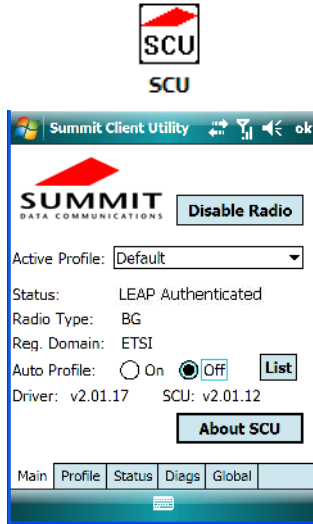 SCU
SCU
Summit Client Utility ok
SUMMIT
DATA COMMUNICATIONS
Disable Radio
Active Profile: Default
Status: LEAP Authenticated
Radio Type: BG
Reg. Domain: ETSI
Auto Profile: On Off List
Driver: v2.01.17 SCU: v2.01.12
About SCU
Main Profile Status Diags Global